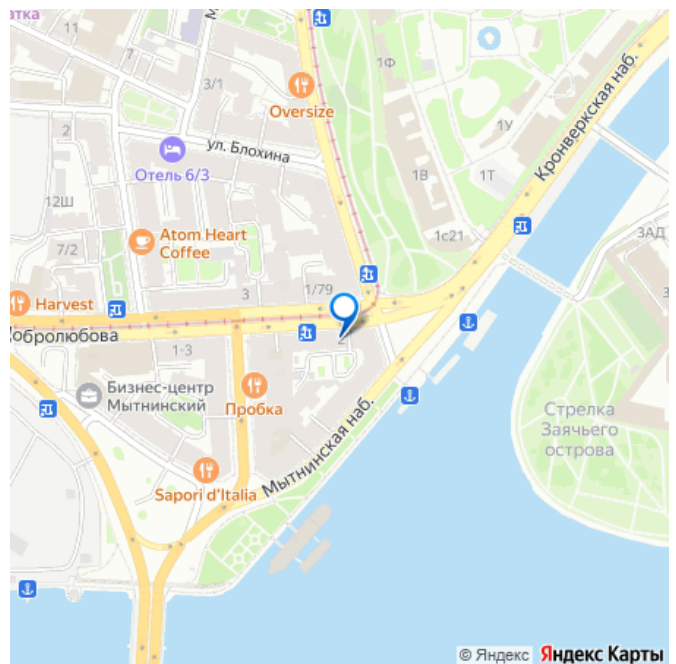 11
7
3/1
1Ф
Oversize
Кронверкская наб.
2
ул. Блохина
1У
Отель 6/3
1В
1Т
12Ш
Atom Heart
Coffee
1с21
3АД
7/2
3
1/79
Harvest
Добролюбова
1-3
2
Бизнес-центр
Мытнинский
Пробка
Мытнинская наб.
Стрелка
Заячьего
острова
Sapori d'Italia
© Яндекс Яндекс Карты